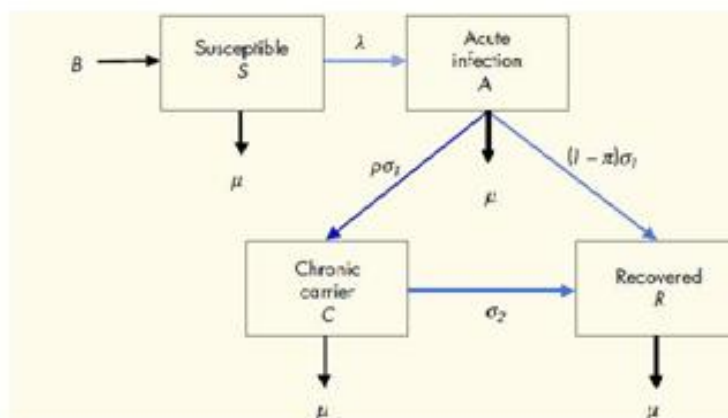 B
Susceptible
S
λ
Acute
infection
A
μ
ρσ₁
μ
(1 – π)σ₁
Chronic
carrier
C
σ₂
Recovered
R
μ
μ